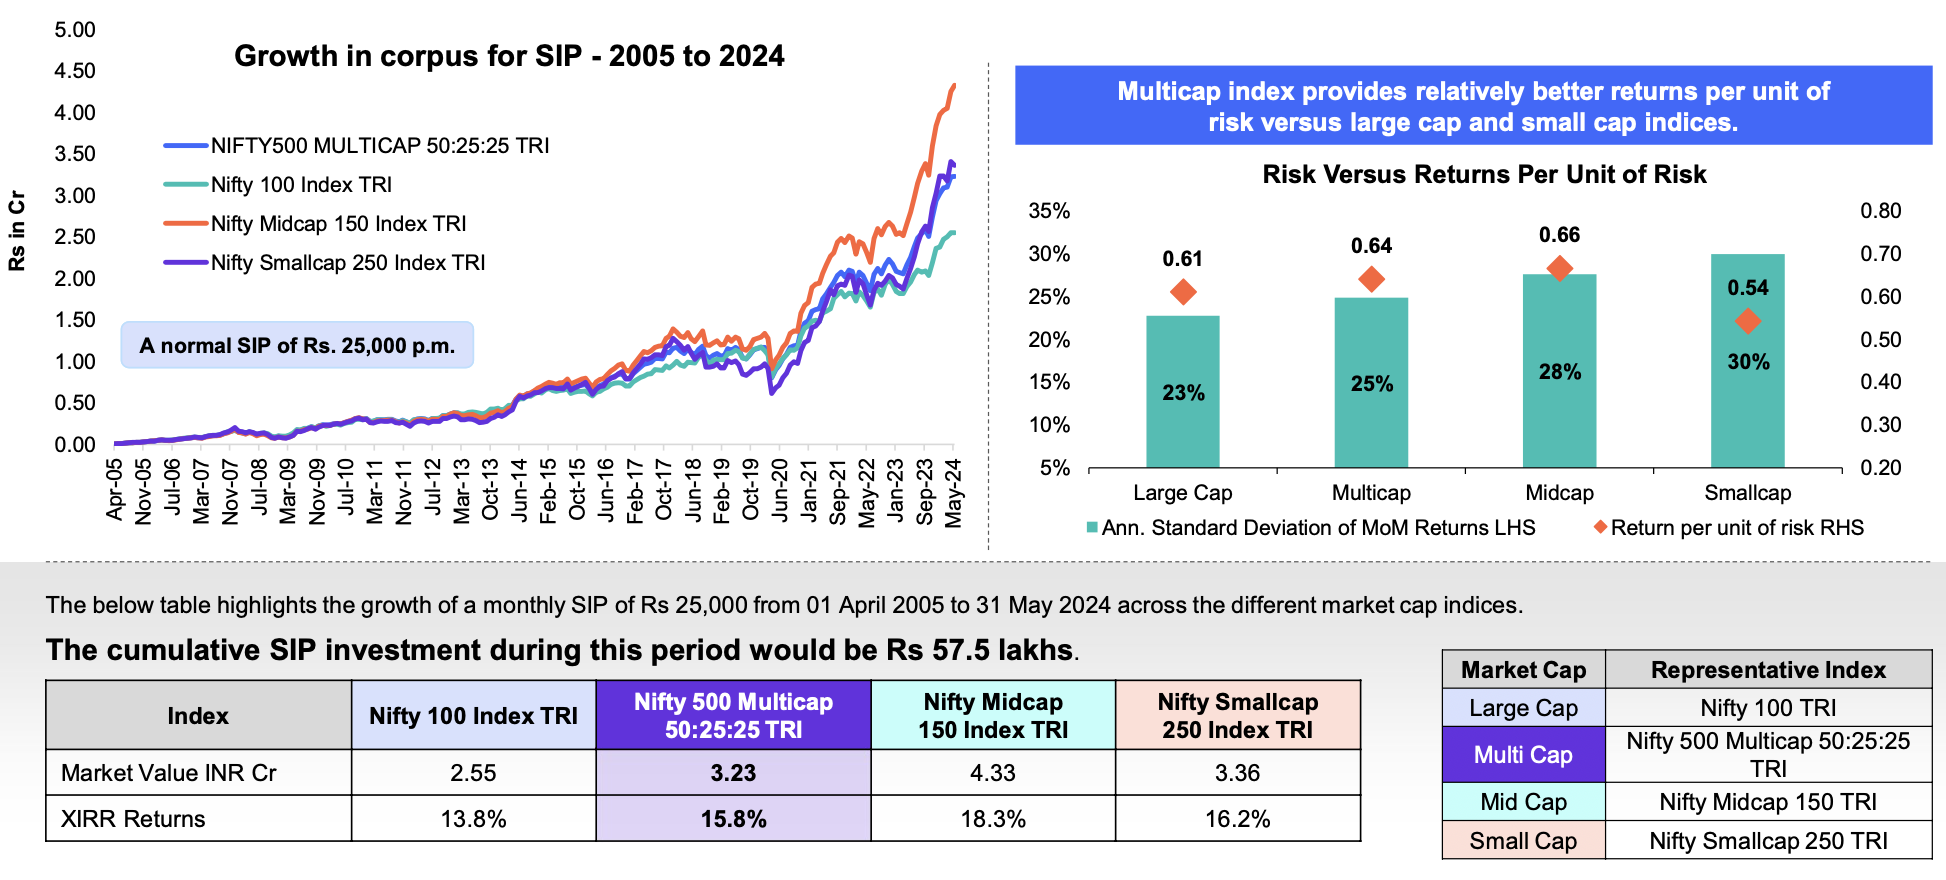 Growth in corpus for SIP - 2005 to 2024
Rs in Cr
5.00
4.50
4.00
3.50
3.00
2.50
2.00
1.50
1.00
0.50
0.00
NIFTY500 MULTICAP 50:25:25 TRI
Nifty 100 Index TRI
Nifty Midcap 150 Index TRI
Nifty Smallcap 250 Index TRI
A normal SIP of Rs. 25,000 p.m.
Apr-05
Nov-05
Jul-06
Mar-07
Nov-07
Jul-08
Mar-09
Nov-09
Jul-10
Mar-11
Nov-11
Jul-12
Mar-13
Oct-13
Jun-14
Feb-15
Oct-15
Jun-16
Feb-17
Oct-17
Jun-18
Feb-19
Oct-19
Jun-20
Jan-21
Sep-21
May-22
Jan-23
Sep-23
May-24
Multicap index provides relatively better returns per unit of
risk versus large cap and small cap indices.
Risk Versus Returns Per Unit of Risk
35%
30%
25%
20%
15%
10%
5%
0.80
0.70
0.60
0.50
0.40
0.30
0.20
0.61
0.64
0.66
0.54
23%
25%
28%
30%
Large Cap
Multicap
Midcap
Smallcap
Ann. Standard Deviation of MoM Returns LHS
Return per unit of risk RHS
The below table highlights the growth of a monthly SIP of Rs 25,000 from 01 April 2005 to 31 May 2024 across the different market cap indices.
The cumulative SIP investment during this period would be Rs 57.5 lakhs.
Index
Nifty 100 Index TRI
Nifty 500 Multicap
50:25:25 TRI
Nifty Midcap
150 Index TRI
Nifty Smallcap
250 Index TRI
Market Value INR Cr
2.55
3.23
4.33
3.36
XIRR Returns
13.8%
15.8%
18.3%
16.2%
Market Cap
Representative Index
Large Cap
Nifty 100 TRI
Multi Cap
Nifty 500 Multicap 50:25:25
TRI
Mid Cap
Nifty Midcap 150 TRI
Small Cap
Nifty Smallcap 250 TRI